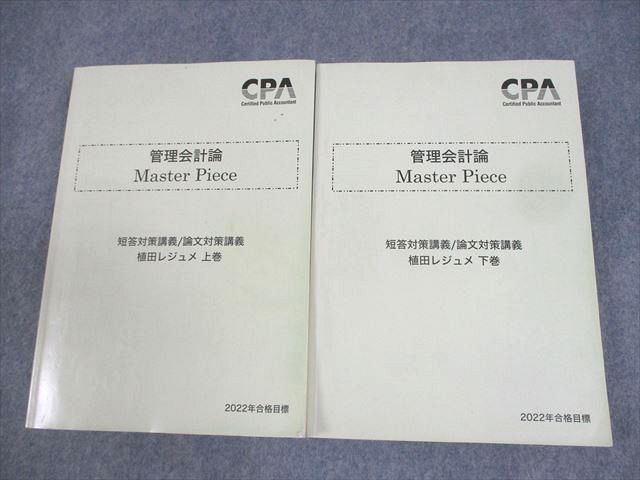 CPA
Certified Public Accountant
管理会計論
Master Piece
短答対策講義/論文対策講義
植田レジュメ 上巻
2022年合格目標
CPA
Certified Public Accountant
管理会計論
Master Piece
短答対策講義/論文対策講義
植田レジュメ 下巻
2022年合格目標